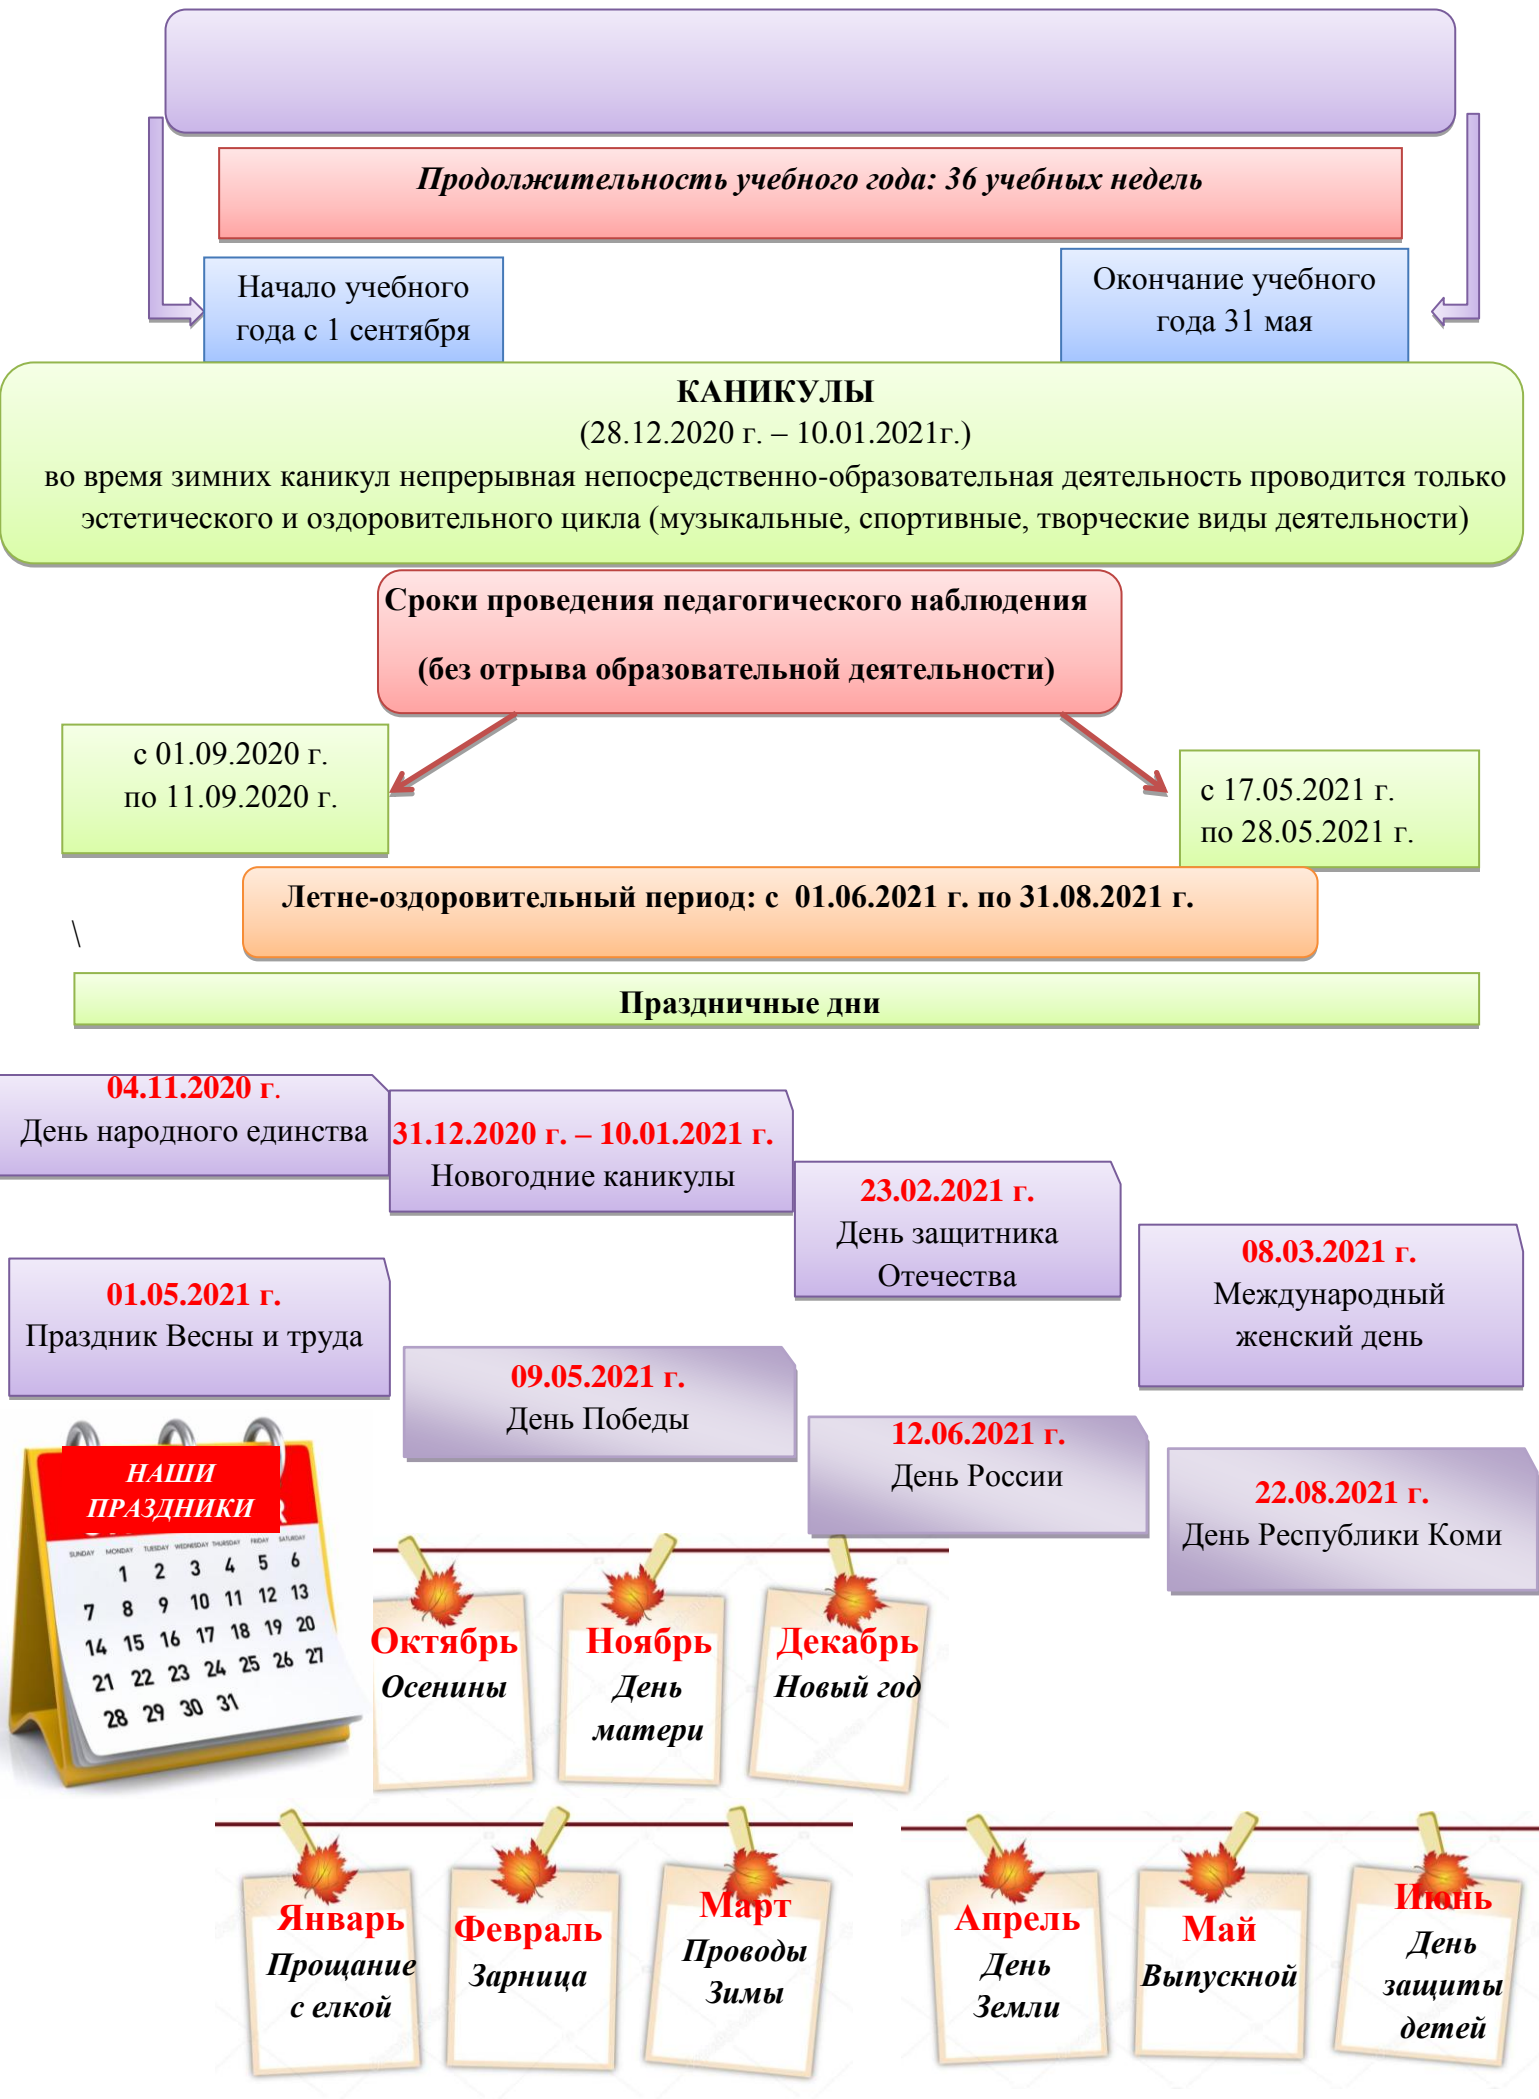 Продолжительность учебного года: 36 учебных недель
Начало учебного
года с 1 сентября
Окончание учебного
года 31 мая
КАНИКУЛЫ
(28.12.2020 г. – 10.01.2021г.)
во время зимних каникул непрерывная непосредственно-образовательная деятельность проводится только
эстетического и оздоровительного цикла (музыкальные, спортивные, творческие виды деятельности)
Сроки проведения педагогического наблюдения
(без отрыва образовательной деятельности)
с 01.09.2020 г.
по 11.09.2020 г.
с 17.05.2021 г.
по 28.05.2021 г.
Летне-оздоровительный период: с 01.06.2021 г. по 31.08.2021 г.
\
Праздничные дни
04.11.2020 г.
День народного единства
31.12.2020 г. – 10.01.2021 г.
Новогодние каникулы
23.02.2021 г.
День защитника
Отечества
08.03.2021 г.
Международный
женский день
01.05.2021 г.
Праздник Весны и труда
09.05.2021 г.
День Победы
12.06.2021 г.
День России
22.08.2021 г.
День Республики Коми
НАШИ
ПРАЗДНИКИ
SUNDAY MONDAY TUESDAY WEDNESDAY THURSDAY FRIDAY SATURDAY
1 2 3 4 5 6
7 8 9 10 11 12 13
14 15 16 17 18 19 20
21 22 23 24 25 26 27
28 29 30 31
Октябрь
Осенины
Ноябрь
День
матери
Декабрь
Новый год
Январь
Прощание
с елкой
Февраль
Зарница
Март
Проводы
Зимы
Апрель
День
Земли
Май
Выпускной
Июнь
День
защиты
детей